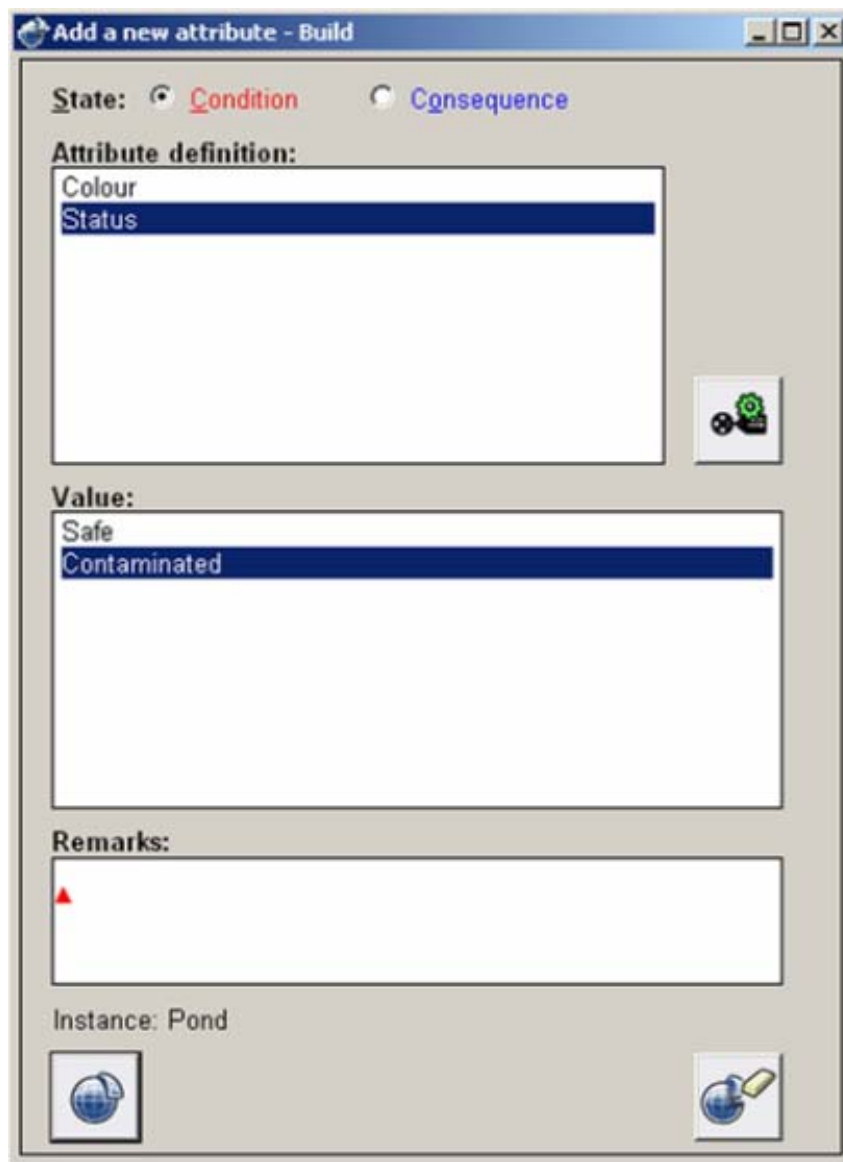 Add a new attribute - Build
State: Condition Consequence
Attribute definition:
Colour
Status
Value:
Safe
Contaminated
Remarks:
Instance: Pond